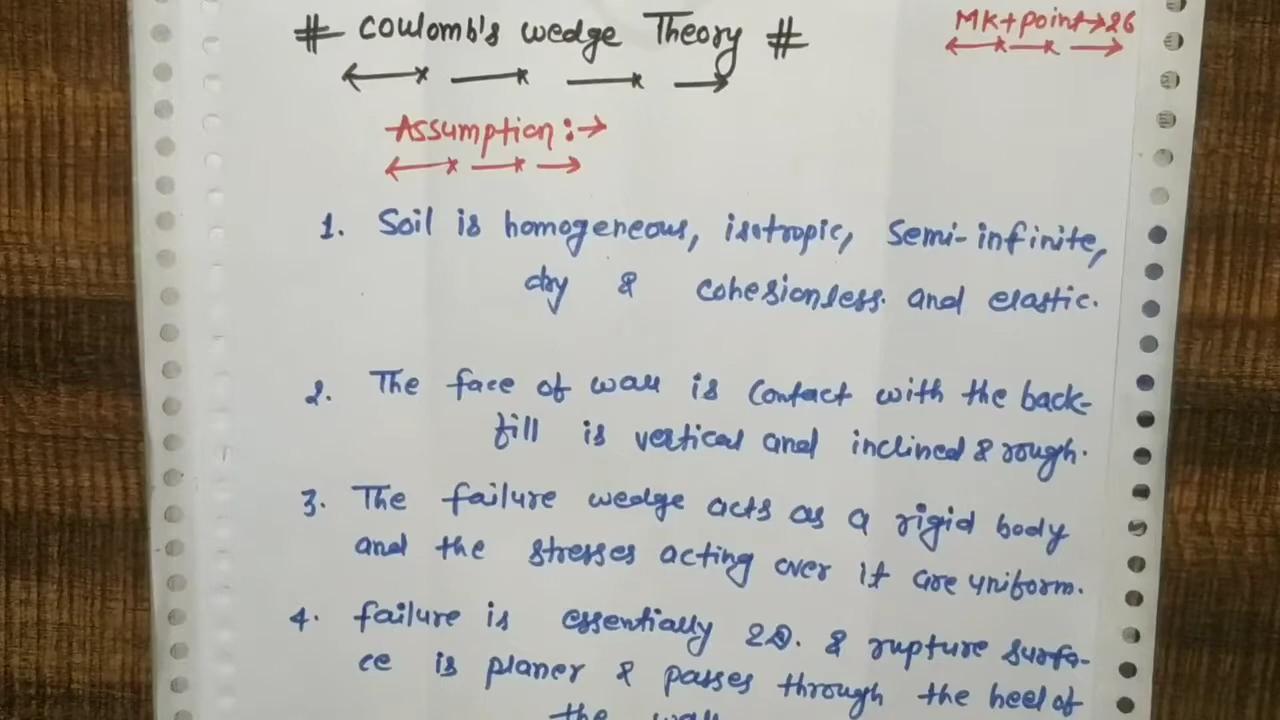 # Coulomb's wedge Theory #
MK+point→26
Assumption:→
1. Soil is homogeneous, isotropic, Semi-infinite,
dry & cohesionless. and elastic.
2. The face of wall is Contact with the back-
fill is vertical and inclined & rough.
3. The failure wedge acts as a rigid body
and the stresses acting over it are uniform.
4. failure is essentially 2D. & rupture surfa-
ce is planer & passes through the heel of
the wall